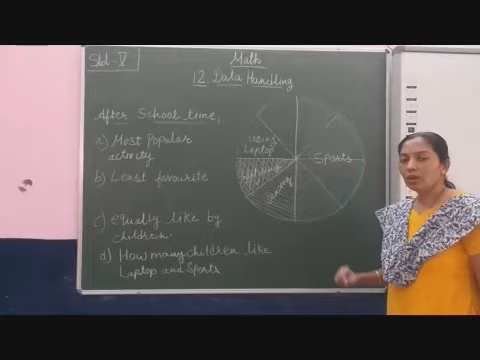 Std - V
Math
12. Data Handling
After School time,
a) Most Popular
activity
b) Least favourite
c) equally like by
children.
d) How many children like
Laptop and Sports
using
Laptop
Sports